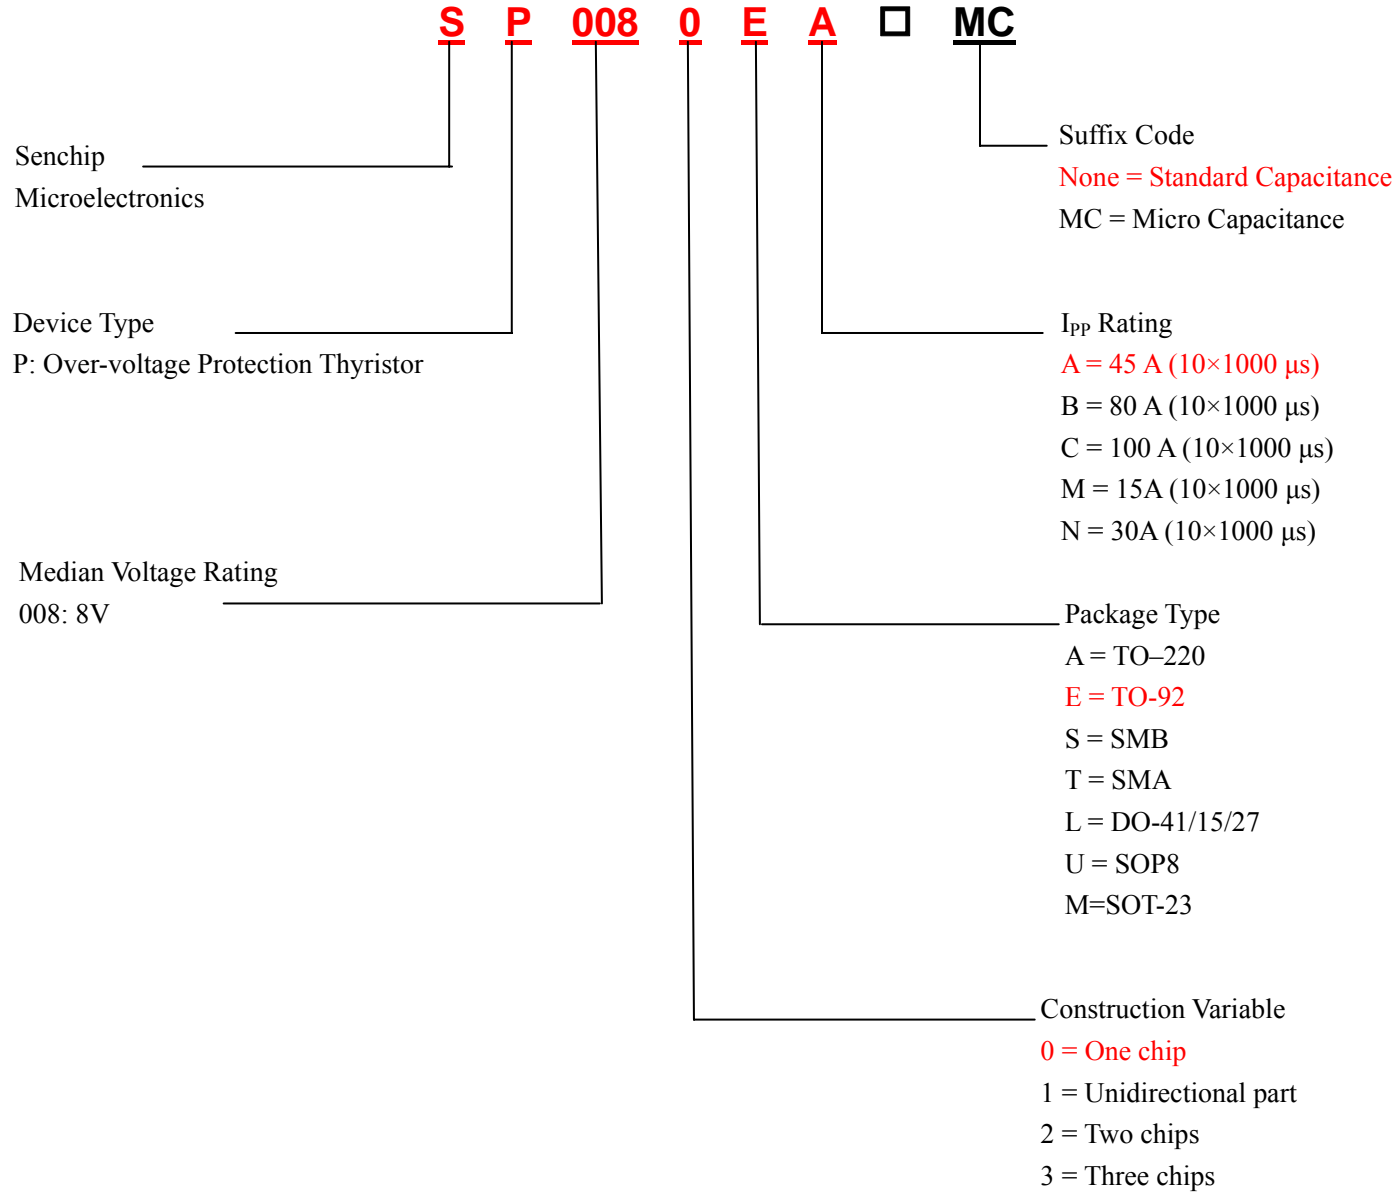 S P 008 0 E A □ MC
Senchip
Microelectronics
Device Type
P: Over-voltage Protection Thyristor
Median Voltage Rating
008: 8V
Suffix Code
None = Standard Capacitance
MC = Micro Capacitance
IPP Rating
A = 45 A (10×1000 μs)
B = 80 A (10×1000 μs)
C = 100 A (10×1000 μs)
M = 15A (10×1000 μs)
N = 30A (10×1000 μs)
Package Type
A = TO–220
E = TO-92
S = SMB
T = SMA
L = DO-41/15/27
U = SOP8
M=SOT-23
Construction Variable
0 = One chip
1 = Unidirectional part
2 = Two chips
3 = Three chips